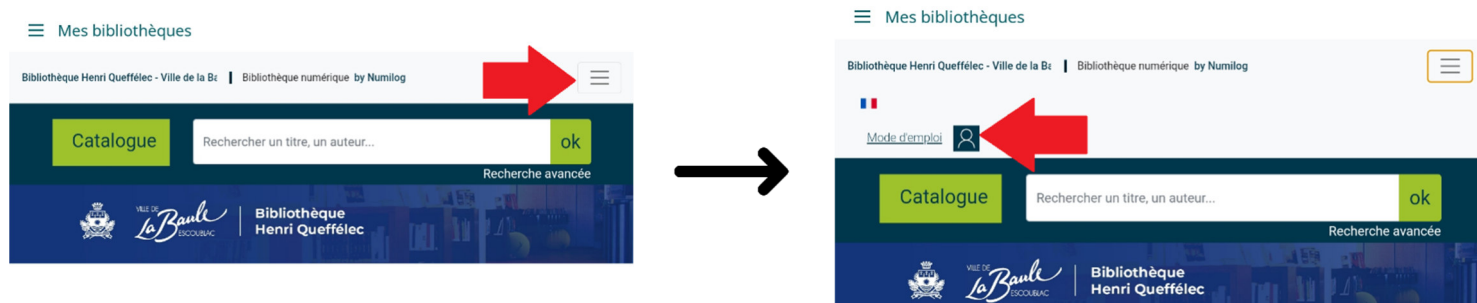 Mes bibliothèques
Bibliothèque Henri Queffélec - Ville de la Ba Bibliothèque numérique by Numilog
Catalogue Rechercher un titre, un auteur... ok
Recherche avancée
VILLE DE
La Baule
ESCOUBLAC
Bibliothèque
Henri Queffélec
Mes bibliothèques
Bibliothèque Henri Queffélec - Ville de la Ba Bibliothèque numérique by Numilog
Mode d'emploi
Catalogue Rechercher un titre, un auteur... ok
Recherche avancée
VILLE DE
La Baule
ESCOUBLAC
Bibliothèque
Henri Queffélec